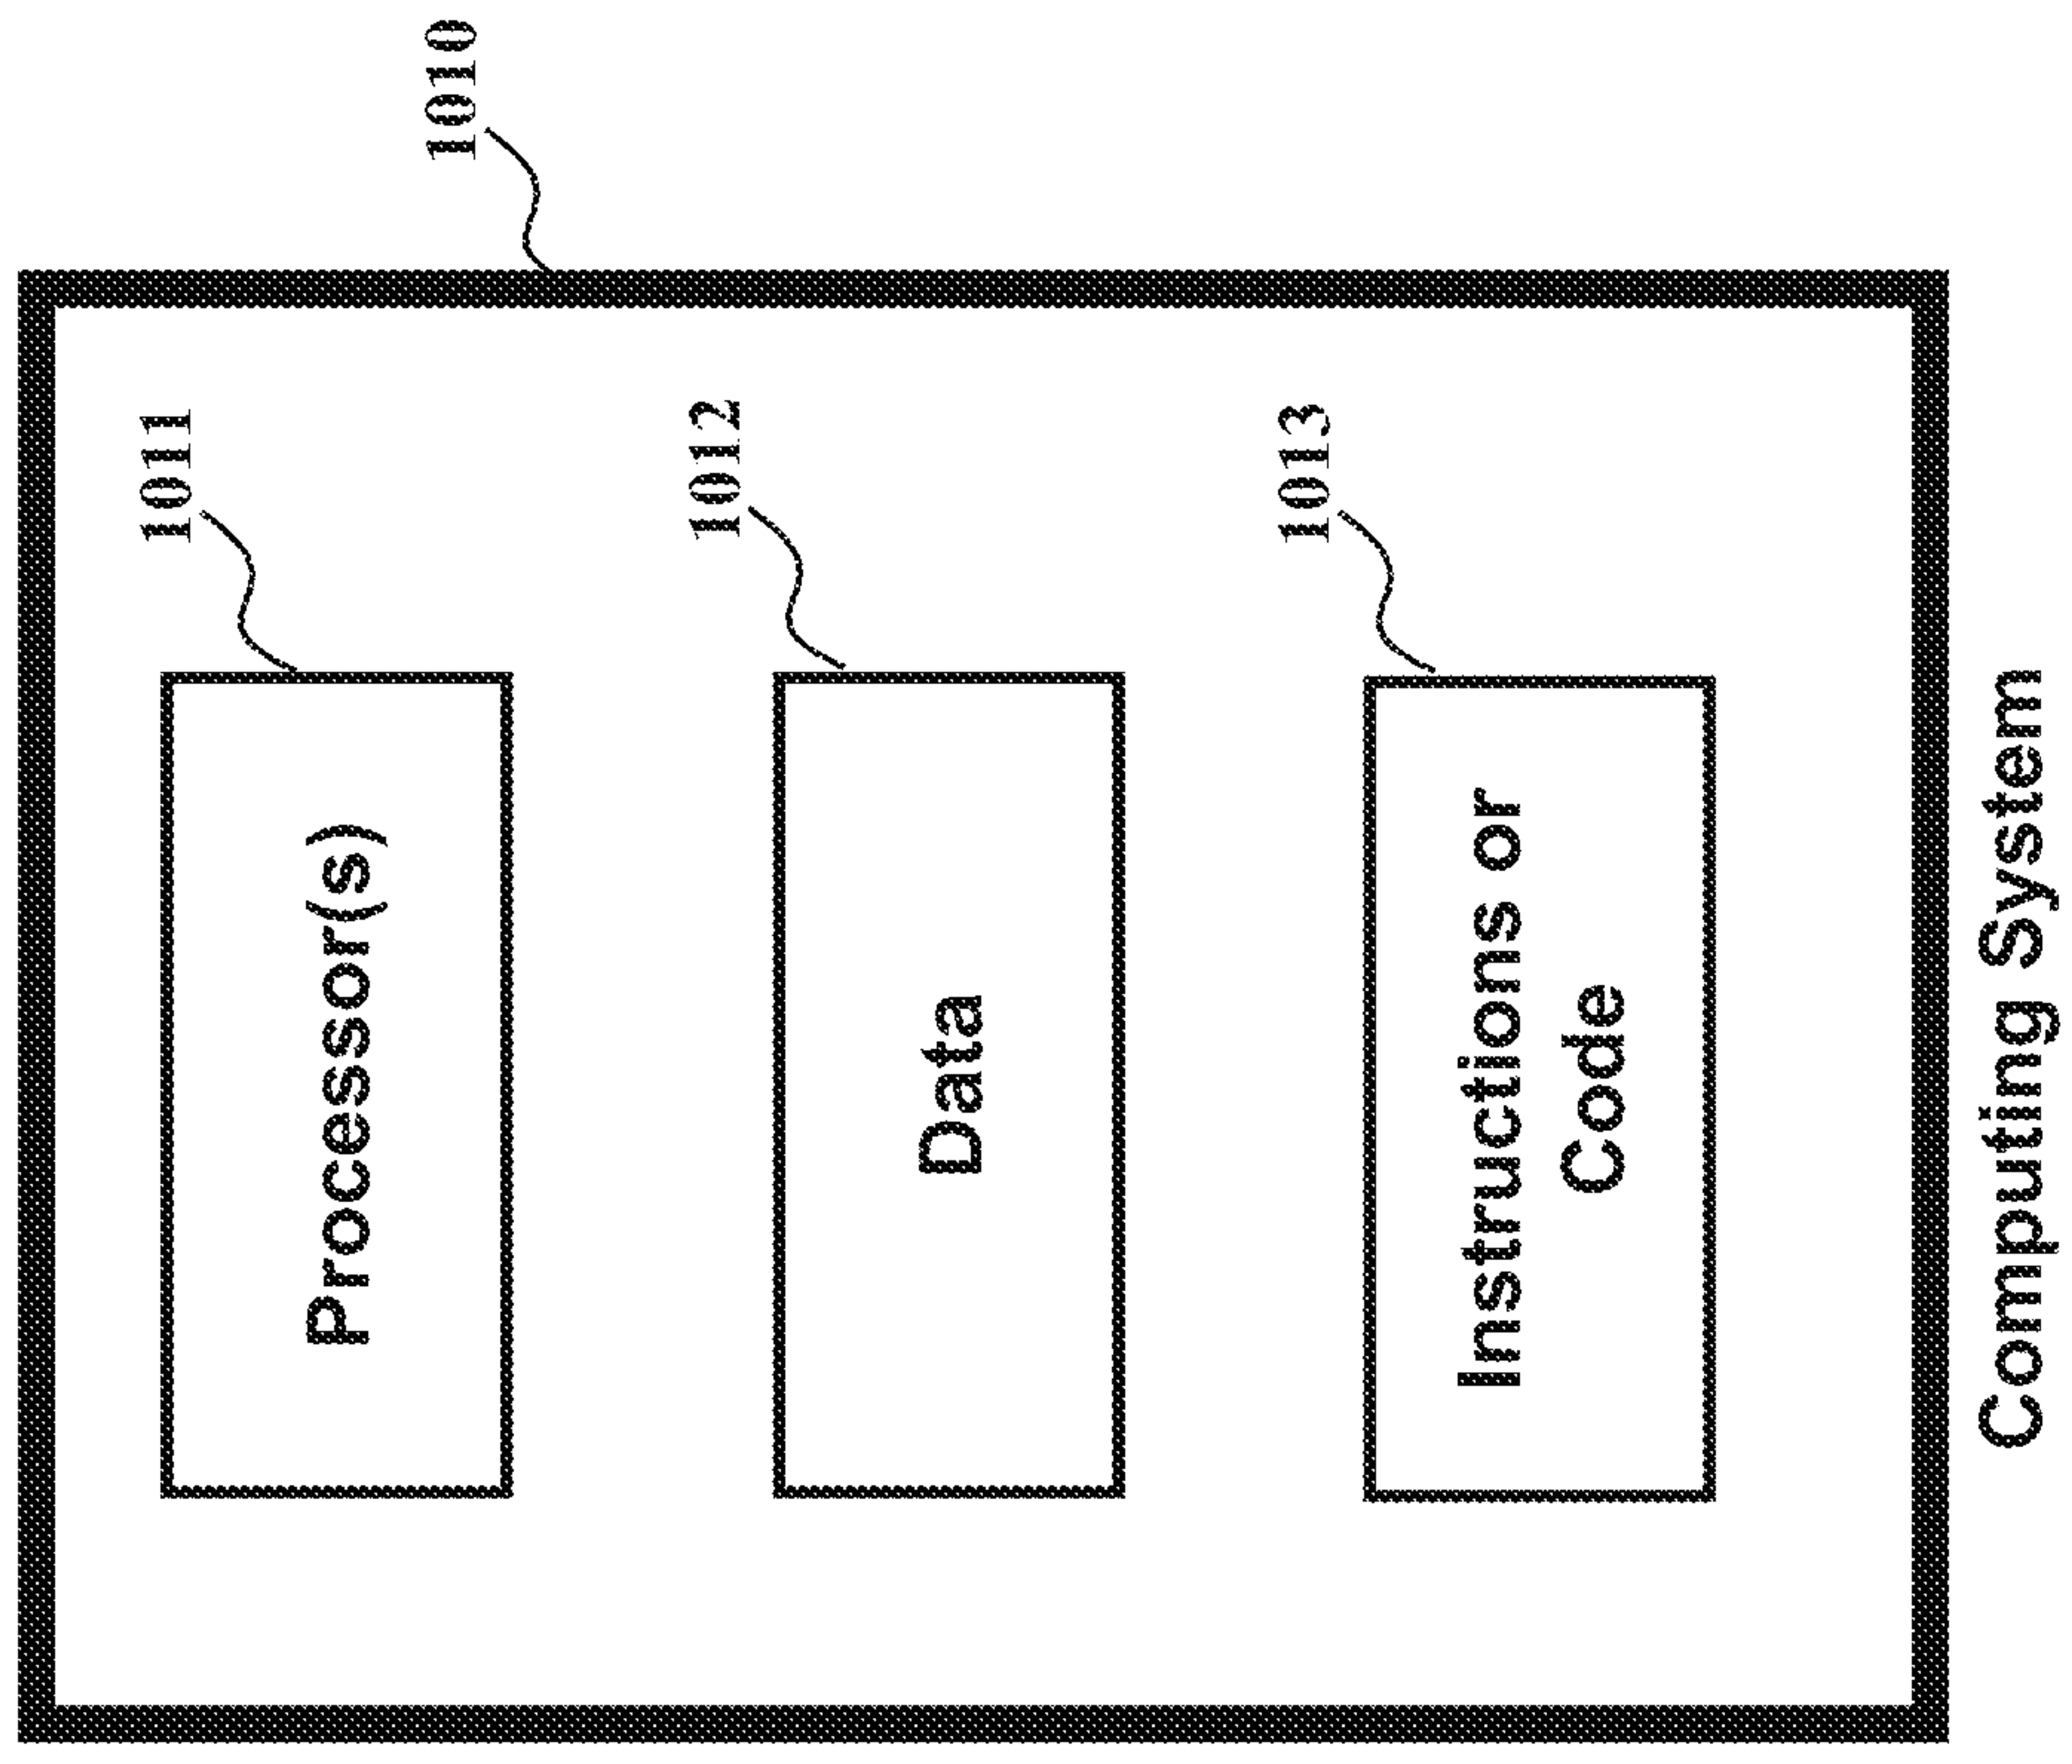 1010
1011
Processor(s)
1012
Data
1013
Instructions or
Code
Computing System